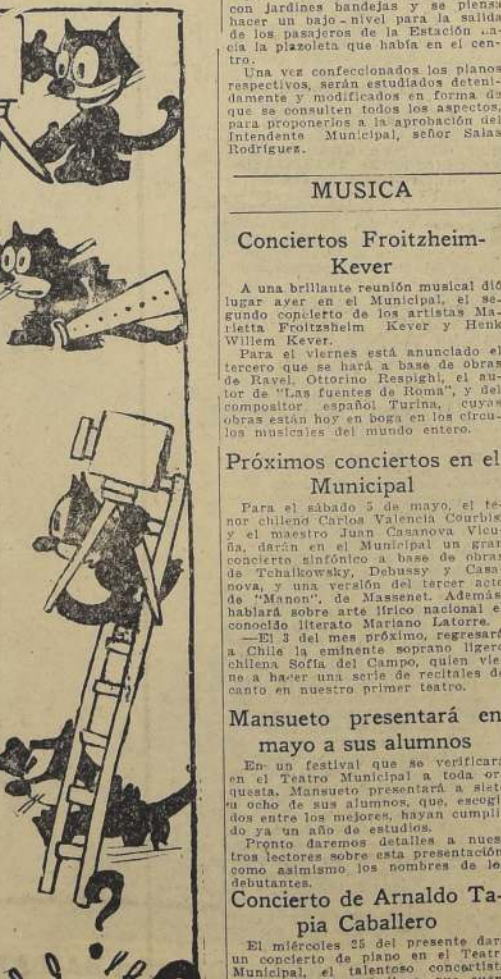 con jardines bandejas y se piensa
hacer un bajo-nivel para la salida
de los pasajeros de la Estación
cia la plazoleta que había en el cen-
tro.
Una vez confeccionados los planos
respectivos, serán estudiados deteni-
damente y modificados en forma de
que se consulten todos los aspectos,
para proponerlos a la aprobación del
Intendente Municipal, señor Salas
Rodríguez.
MUSICA
Conciertos Froitzheim-
Kever
A una brillante reunión musical dió
lugar ayer en el Municipal, el se-
gundo concierto de los artistas Ma-
rietta Froitzsheim Kever y Henk
Willem Kever.
Para el viernes está anunciado el
tercero que se hará a base de obras
de Ravel, Ottorino Respighi, el au-
tor de "Las fuentes de Roma", y del
compositor español Turina, cuyas
obras están hoy en boga en los círcu-
los musicales del mundo entero.
Próximos conciertos en el
Municipal
Para el sábado 5 de mayo, el te-
nor chileno Carlos Valencia Courbis
y el maestro Juan Casanova Vicu-
ña, darán en el Municipal un gran
concierto sinfónico a base de obras
de Tchaikowsky, Debussy y Casa-
nova, y una versión del tercer acto
de "Manon", de Massenet. Además
hablará sobre arte lírico nacional e
conocido literato Mariano Latorre.
—El 3 del mes próximo, regresará
a Chile la eminente soprano ligero
chilena Sofía del Campo, quien vie-
ne a hacer una serie de recitales de
canto en nuestro primer teatro.
Mansueto presentará en
mayo a sus alumnos
En un festival que se verificará
en el Teatro Municipal a toda or
questa, Mansueto presentará a siete
u ocho de sus alumnos, que, escogi
dos entre los mejores, hayan cumpli
do ya un año de estudios.
Pronto daremos detalles a nues
tros lectores sobre esta presentación
como asimismo los nombres de lo
debutantes.
Concierto de Arnaldo Ta-
pia Caballero
El miércoles 25 del presente dar
un concierto de piano en el Teatr
Municipal, el talentoso concertist
?